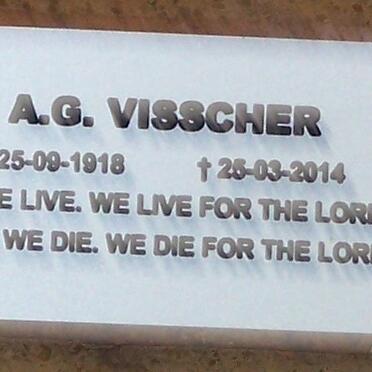 A.G. VISSCHER
25-09-1918 † 25-03-2014
E LIVE. WE LIVE FOR THE LORD
WE DIE. WE DIE FOR THE LORD